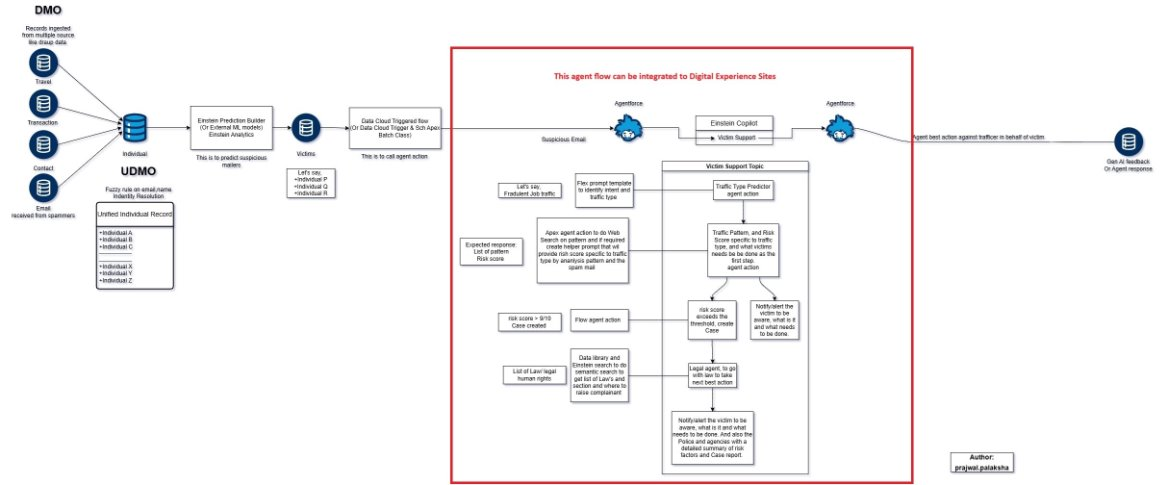 DMO
Records ingested
from multiple source
like draup data
Travel
Transaction
Contact
Email
received from spammers
Individual
UDMO
Fuzzy rule on email,name
Indentity Resolution
Unified Individual Record
+Individual A
+Individual B
+Individual C
+Individual X
+Individual Y
+Individual Z
Einstein Prediction Builder
(Or External ML models)
Einstein Analytics
This is to predict suspicious
mailers
Victims
Let's say,
+Individual P
+Individual Q
+Individual R
Data Cloud Triggered flow
(Or Data Cloud Trigger & Sch Apex
Batch Class)
This is to call agent action
This agent flow can be integrated to Digital Experience Sites
Suspicious Email
Agentforce
Einstein Copilot
Victim Support
Agentforce
Agent best action against trafficer in behalf of victim.
Gen AI feedback
Or Agent response
Victim Support Topic
Let's say,
Fradulent Job traffic
Flex prompt template
to identify intent and
traffic type
Traffic Type Predictor
agent action
Expected response:
List of pattern
Risk score
Apex agent action to do Web
Search on pattern and if required
create helper prompt that wil
provide rish score specific to traffic
type by ananlysis pattern and the
spam mail
Traffic Pattern, and Risk
Score specific to traffic
type, and what victims
needs be be done as the
first step.
agent action
risk score > 9/10
Case created
Flow agent action
risk score
exceeds the
threshold, create
Case
Notify/alert the
victim to be
aware, what is it
and what needs
to be done.
List of Law/ legal
human rights
Data library and
Einstein search to do
semantic search to
get list of Law's and
section and where to
raise complainant
Legal agent, to go
with law to take
next best action
Notify/alert the victim to be
aware, what is it and what
needs to be done. And also the
Police and agencies with a
detailed summary of risk
factors and Case report.
Author:
prajwal.palaksha